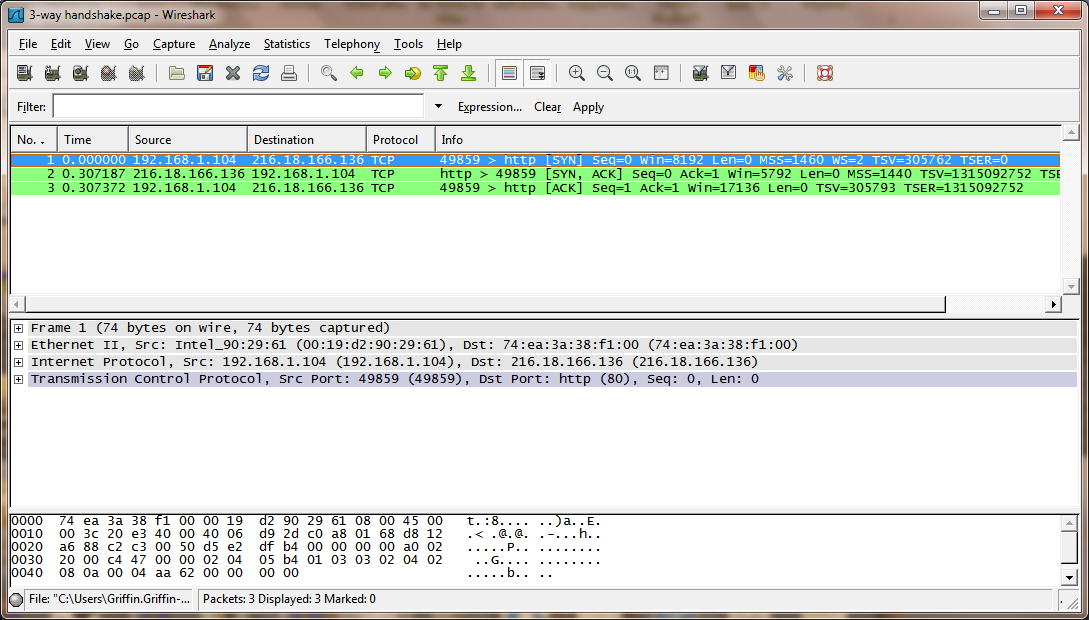 3-way handshake.pcap - Wireshark
File Edit View Go Capture Analyze Statistics Telephony Tools Help
Filter: Expression... Clear Apply
No. . Time Source Destination Protocol Info
1 0.000000 192.168.1.104 216.18.166.136 TCP 49859 > http [SYN] Seq=0 Win=8192 Len=0 MSS=1460 WS=2 TSV=305762 TSER=0
2 0.307187 216.18.166.136 192.168.1.104 TCP http > 49859 [SYN, ACK] Seq=0 Ack=1 Win=5792 Len=0 MSS=1440 TSV=1315092752 TSE
3 0.307372 192.168.1.104 216.18.166.136 TCP 49859 > http [ACK] Seq=1 Ack=1 Win=17136 Len=0 TSV=305793 TSER=1315092752
Frame 1 (74 bytes on wire, 74 bytes captured)
Ethernet II, Src: Intel_90:29:61 (00:19:d2:90:29:61), Dst: 74:ea:3a:38:f1:00 (74:ea:3a:38:f1:00)
Internet Protocol, Src: 192.168.1.104 (192.168.1.104), Dst: 216.18.166.136 (216.18.166.136)
Transmission Control Protocol, Src Port: 49859 (49859), Dst Port: http (80), Seq: 0, Len: 0
0000 74 ea 3a 38 f1 00 00 19 d2 90 29 61 08 00 45 00 t.:8.... ..)a..E.
0010 00 3c 20 e3 40 00 40 06 d9 2d c0 a8 01 68 d8 12 .< .@.@. .-...h..
0020 a6 88 c2 c3 00 50 d5 e2 df b4 00 00 00 00 a0 02 .....P.. ........
0030 20 00 c4 47 00 00 02 04 05 b4 01 03 03 02 04 02 ..G.... ........
0040 08 0a 00 04 aa 62 00 00 00 00 .....b.. ..
File: "C:\Users\Griffin.Griffin-... Packets: 3 Displayed: 3 Marked: 0